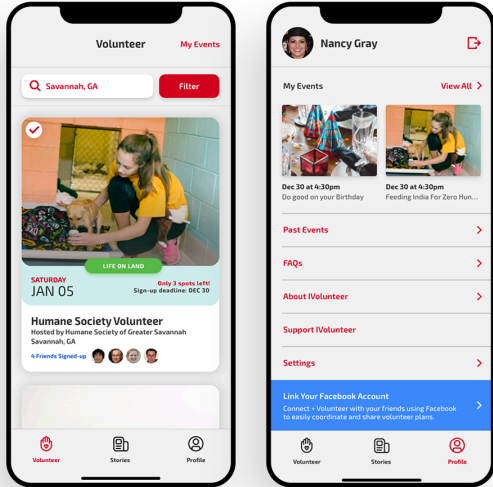 Volunteer
My Events
Savannah, GA
Filter
LIFE ON LAND
SATURDAY
JAN 05
Only 3 spots left!
Sign-up deadline: DEC 30
Humane Society Volunteer
Hosted by Humane Society of Greater Savannah
Savannah, GA
4 Friends Signed-up
Volunteer
Stories
Profile
Nancy Gray
My Events
View All
Dec 30 at 4:30pm
Do good on your Birthday
Dec 30 at 4:30pm
Feeding India For Zero Hun...
Past Events
FAQs
About IVolunteer
Support IVolunteer
Settings
Link Your Facebook Account
Connect + Volunteer with your friends using Facebook
to easily coordinate and share volunteer plans.
Volunteer
Stories
Profile